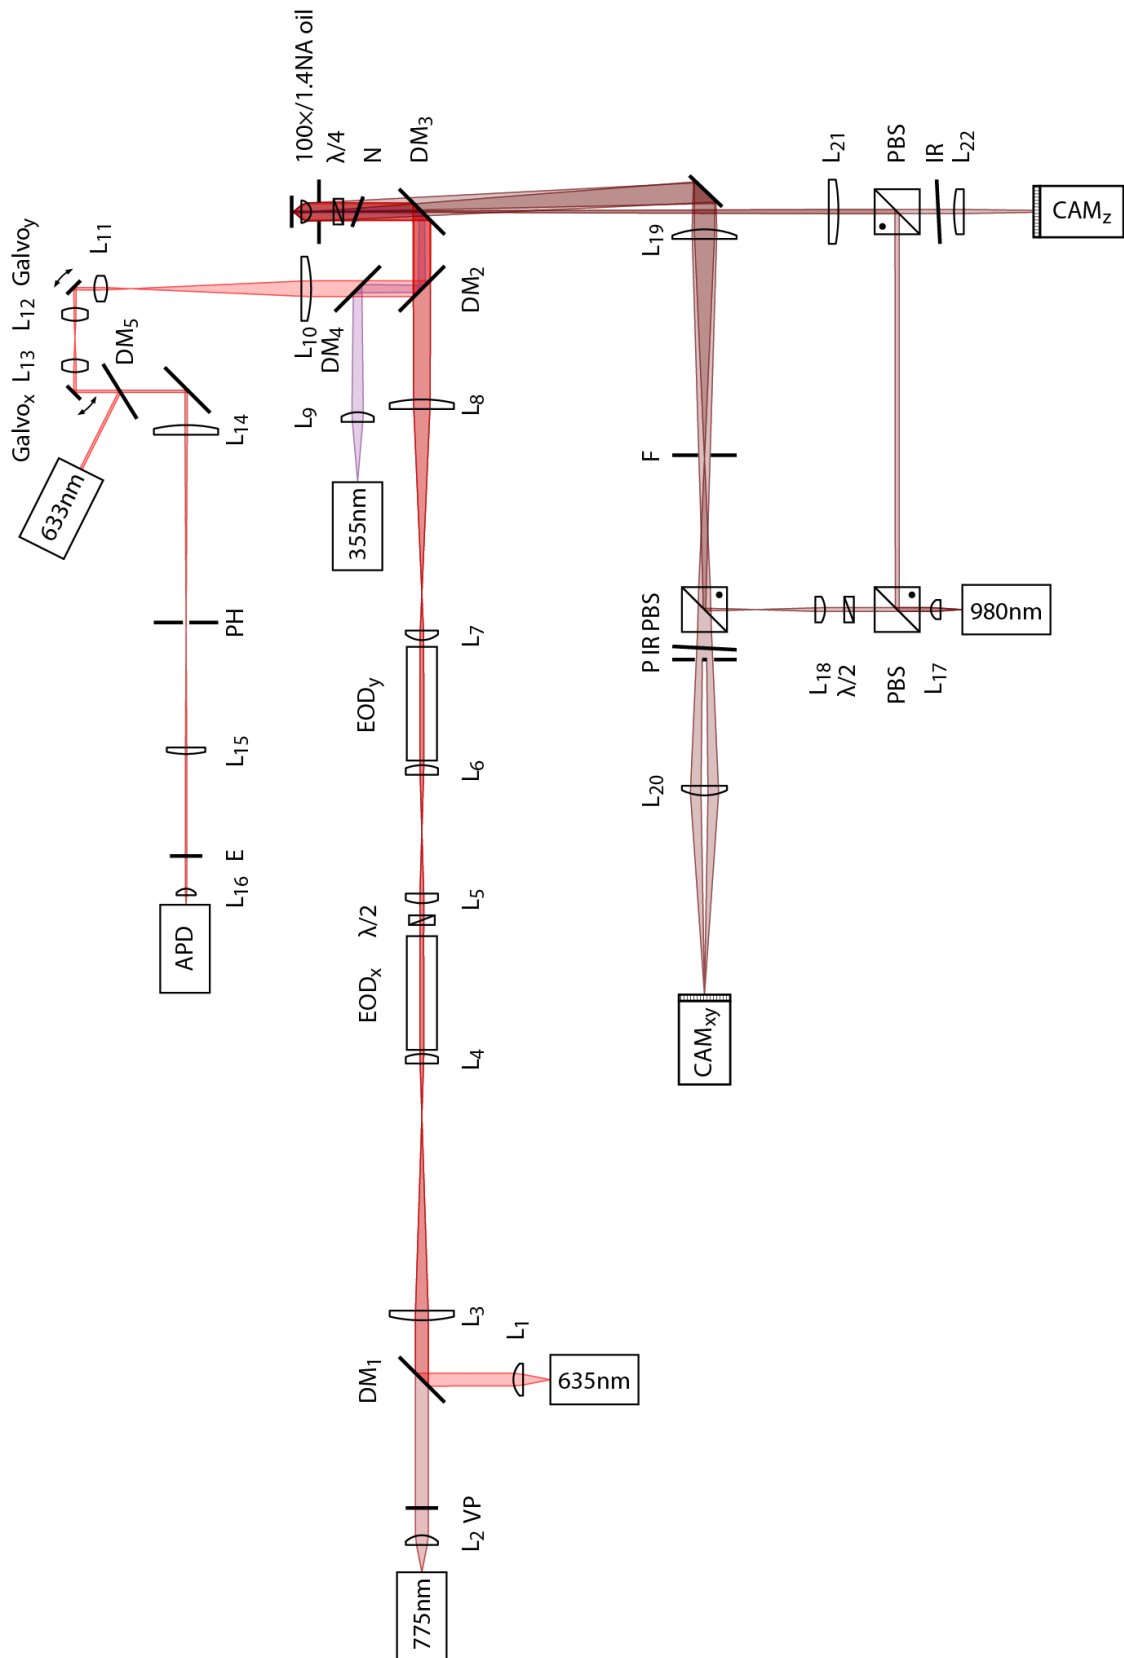 100×/1.4NA oil
λ/4
N
DM3
L11
Galvoy
L12
DM5
L13
Galvox
L10
DM4
DM2
L9
L8
L14
633nm
355nm
PH
L7
EODy
L15
L6
E
L16
L5
λ/2
APD
EODx
L4
L3
L1
DM1
635nm
L2 VP
775nm
L21
PBS
IR
L22
CAMz
L19
F
P IR PBS
L18
λ/2
PBS
L17
980nm
L20
CAMxy